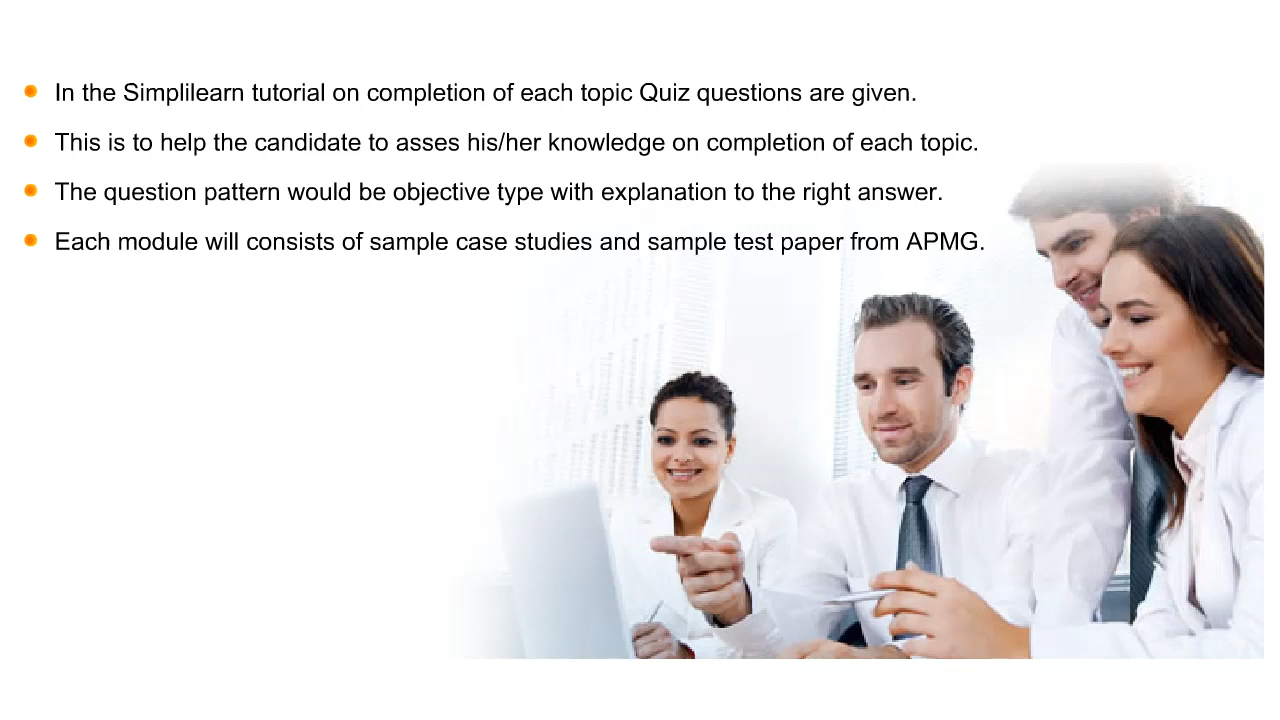 In the Simplilearn tutorial on completion of each topic Quiz questions are given.
This is to help the candidate to asses his/her knowledge on completion of each topic.
The question pattern would be objective type with explanation to the right answer.
Each module will consists of sample case studies and sample test paper from APMG.